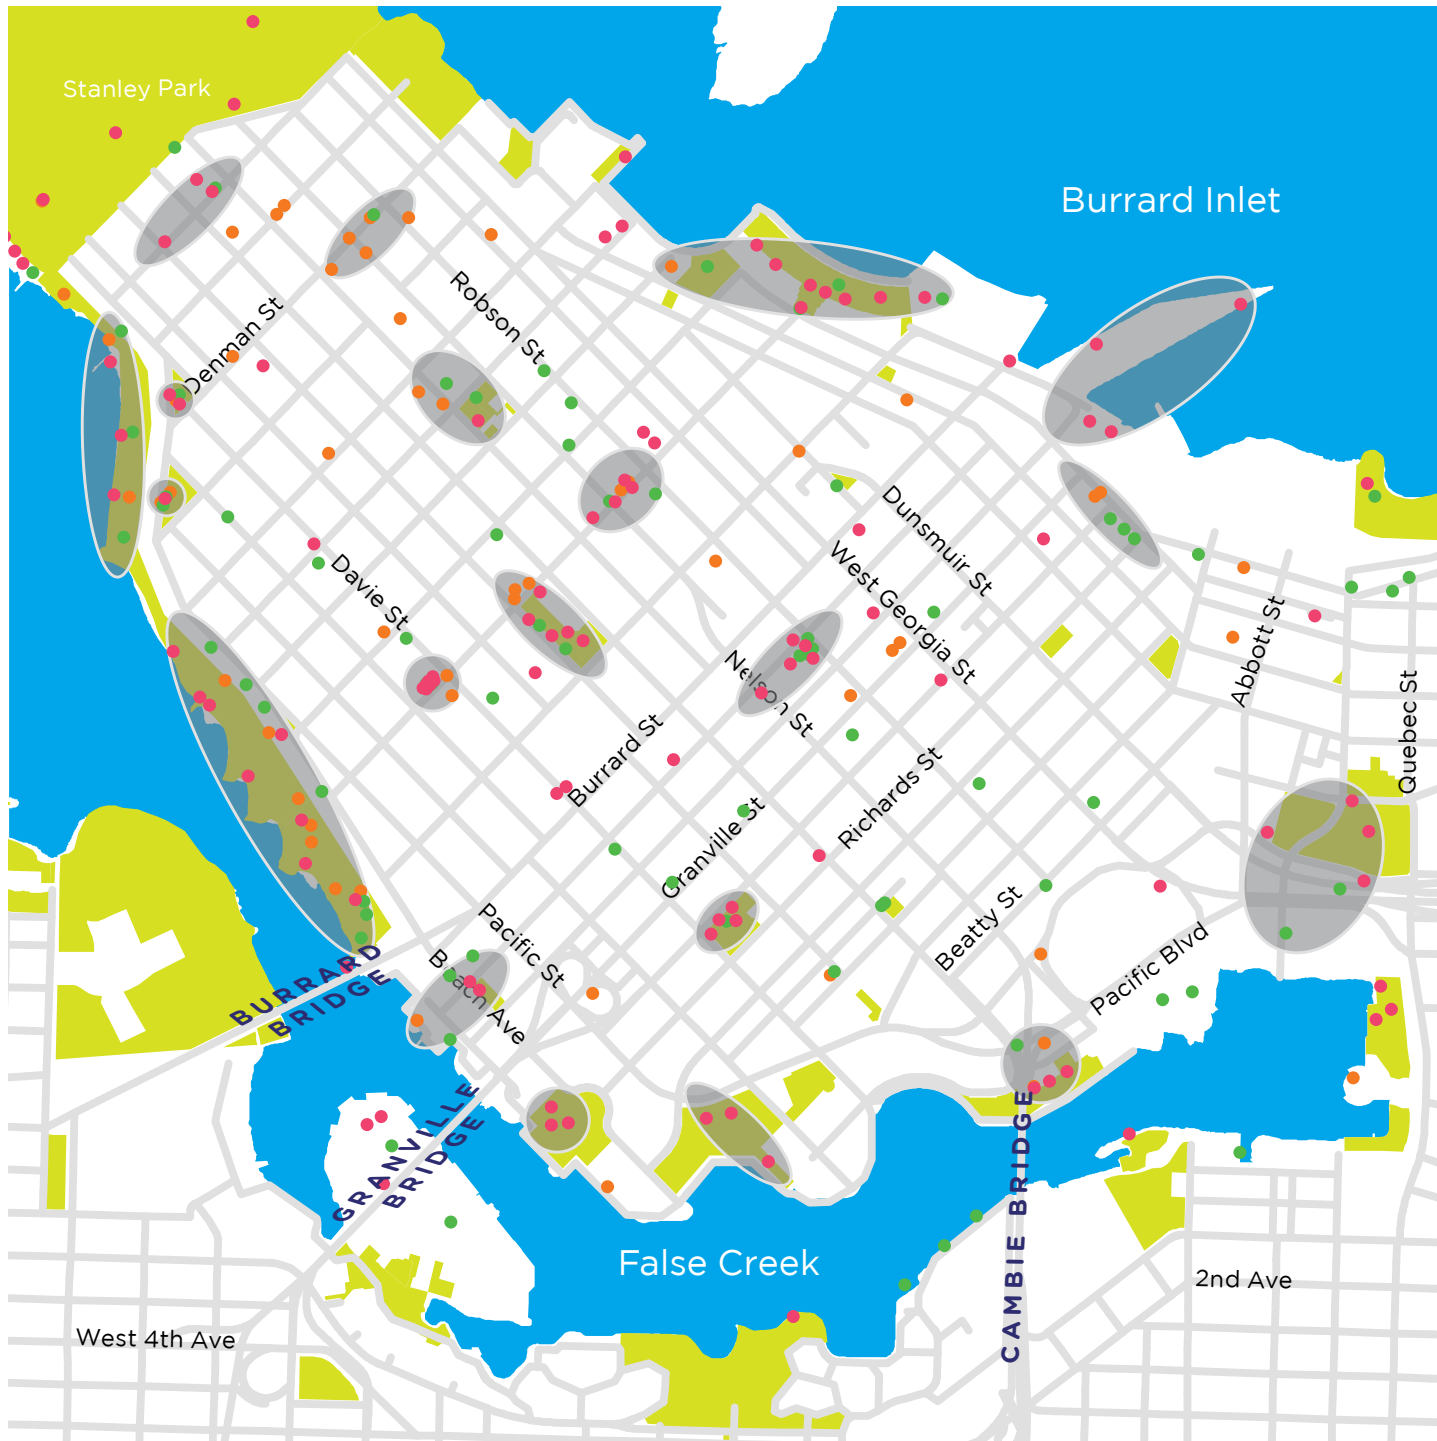 Stanley Park
Burrard Inlet
Robson St
Denman St
Dunsmuir St
West Georgia St
Davie St
Abbott St
Nelson St
Quebec St
Burrard St
Richards St
Granville St
Beatty St
Pacific St
Pacific Blvd
Beach Ave
BURRARD
BRIDGE
GRANVILLE
BRIDGE
CAMBIE BRIDGE
False Creek
2nd Ave
West 4th Ave